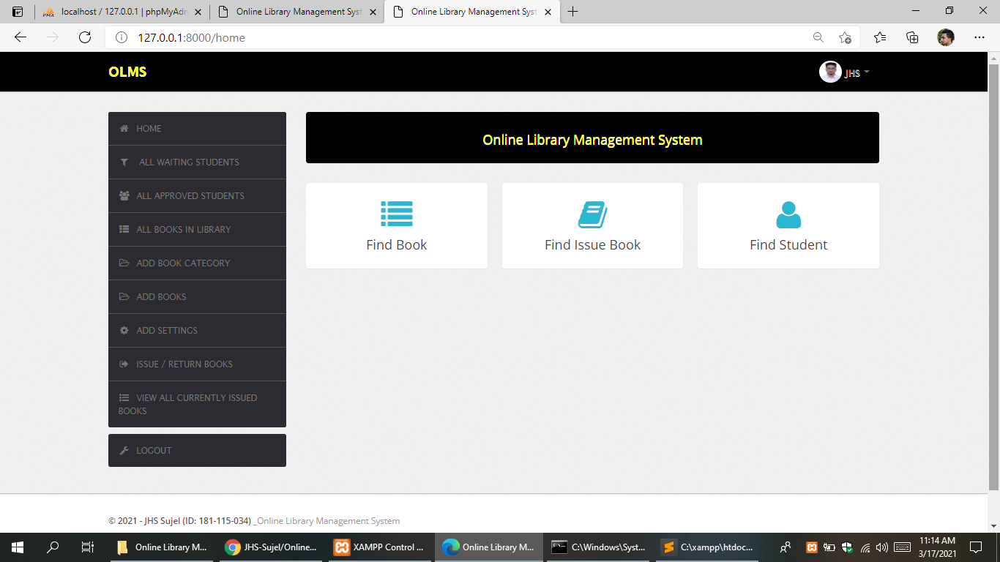 localhost / 127.0.0.1 | phpMyAdm
Online Library Management Syst
Online Library Management Syst
127.0.0.1:8000/home
OLMS
JHS
HOME
ALL WAITING STUDENTS
ALL APPROVED STUDENTS
ALL BOOKS IN LIBRARY
ADD BOOK CATEGORY
ADD BOOKS
ADD SETTINGS
ISSUE / RETURN BOOKS
VIEW ALL CURRENTLY ISSUED
BOOKS
LOGOUT
Online Library Management System
Find Book
Find Issue Book
Find Student
© 2021 - JHS Sujel (ID: 181-115-034) _Online Library Management System
Online Library M...
JHS-Sujel/Online...
XAMPP Control ...
Online Library M...
C:\Windows\Syst...
C:\xampp\htdoc...
11:14 AM
3/17/2021